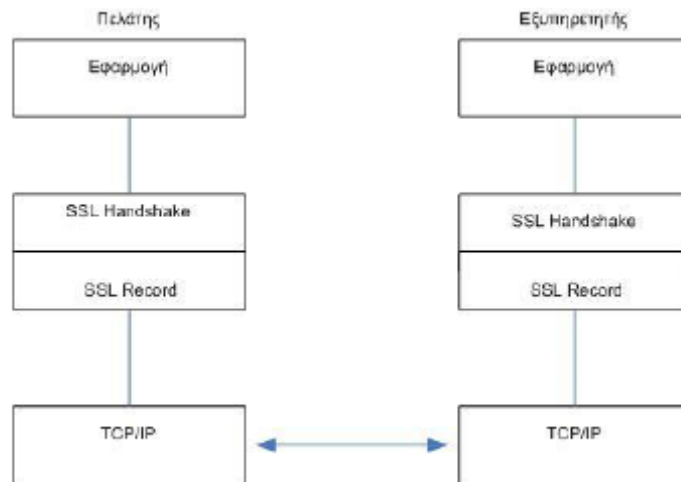 Πελάτης
Εξυπηρετητής
Εφαρμογή
Εφαρμογή
SSL Handshake
SSL Handshake
SSL Record
SSL Record
TCP/IP
TCP/IP